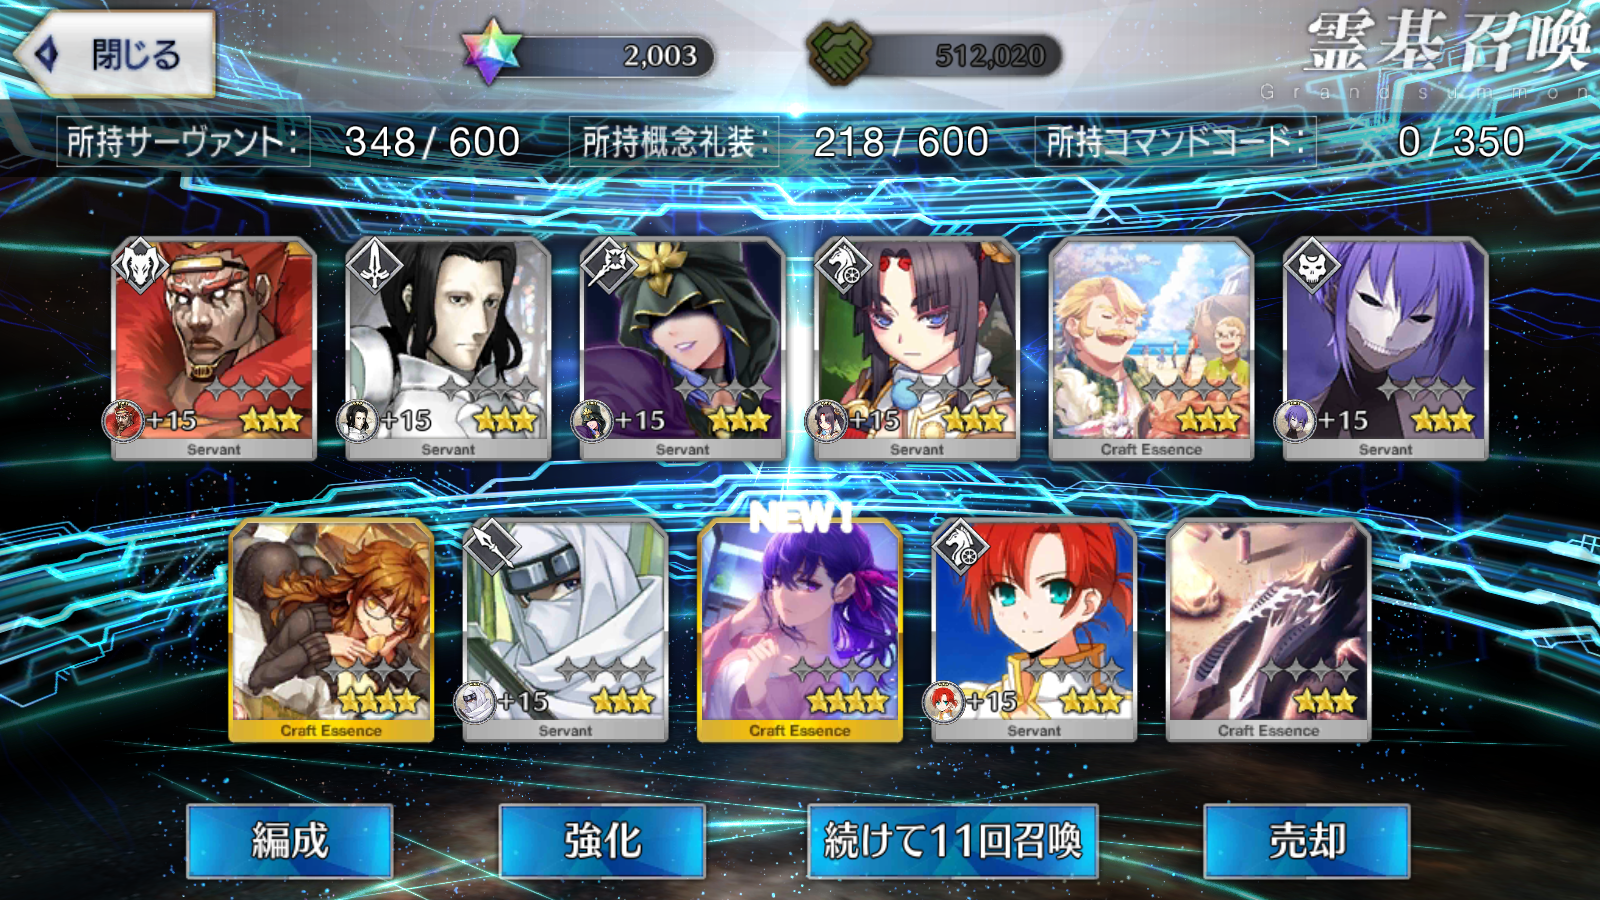 閉じる
2,003
512,020
霊基召喚
Grand summon
所持サーヴァント: 348 / 600
所持概念礼装: 218 / 600
所持コマンドコード: 0 / 350
+15
Servant
+15
Servant
+15
Servant
+15
Servant
Craft Essence
+15
Servant
Craft Essence
+15
Servant
NEW!
Craft Essence
+15
Servant
Craft Essence
編成
強化
続けて11回召喚
売却